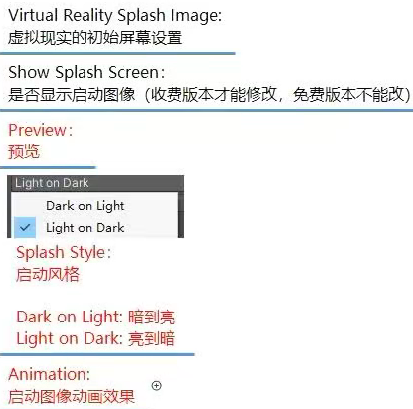 Virtual Reality Splash Image:
虚拟现实的初始屏幕设置
Show Splash Screen:
是否显示启动图像（收费版本才能修改，免费版本不能改）
Preview:
预览
Light on Dark
Dark on Light
Light on Dark
Splash Style:
启动风格
Dark on Light: 暗到亮
Light on Dark: 亮到暗
Animation:
启动图像动画效果